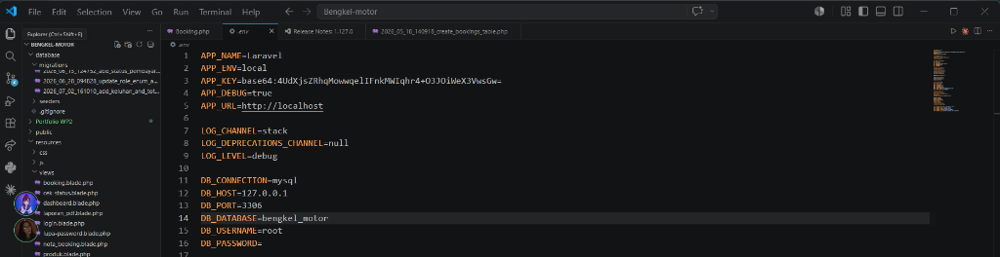 File Edit Selection View Go Run Terminal Help
Bengkel-motor
Explorer (Ctrl+Shift+E)
BENGKEL-MOTOR
database
migrations
2026_06_28_094828_update_role_enum_a...
2026_07_02_161010_add_keluhan_and_tot...
seeders
.gitignore
Portfolio WP2
public
resources
css
js
views
booking.blade.php
cek-status.blade.php
dashboard.blade.php
laporan_pdf.blade.php
login.blade.php
lupa-password.blade.php
nota_booking.blade.php
produk.blade.php
Booking.php
.env
Release Notes: 1.127.0
2026_05_18_140918_create_bookings_table.php
.env
1 APP_NAME=Laravel
2 APP_ENV=local
3 APP_KEY=base64:4UdXjsZRhqMowwqelIFnkMWIqhr4+OJJOiWeX3VwsGw=
4 APP_DEBUG=true
5 APP_URL=http://localhost
6
7 LOG_CHANNEL=stack
8 LOG_DEPRECATIONS_CHANNEL=null
9 LOG_LEVEL=debug
10
11 DB_CONNECTION=mysql
12 DB_HOST=127.0.0.1
13 DB_PORT=3306
14 DB_DATABASE=bengkel_motor
15 DB_USERNAME=root
16 DB_PASSWORD=
17